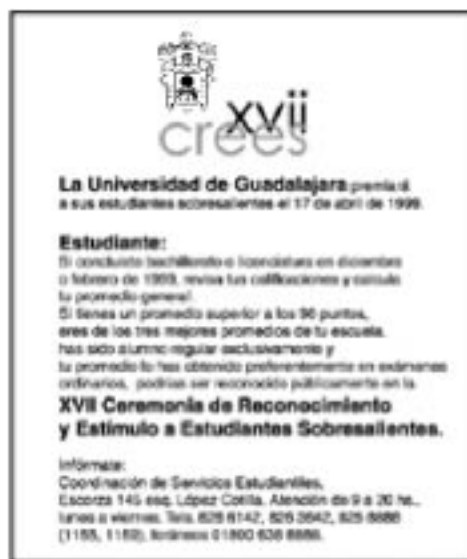 xvii
crees
La Universidad de Guadalajara premiará
a sus estudiantes sobresalientes el 17 de abril de 1999.
Estudiante:
Si concluiste bachillerato o licenciatura en diciembre
o febrero de 1999, revisa tus calificaciones y calcula
tu promedio general.
Si tienes un promedio superior a los 96 puntos,
eres de los tres mejores promedios de tu escuela,
has sido alumno regular exclusivamente y
tu promedio lo has obtenido preferentemente en exámenes
ordinarios, podrías ser reconocido públicamente en la
XVII Ceremonia de Reconocimiento
y Estímulo a Estudiantes Sobresalientes.
Infórmate:
Coordinación de Servicios Estudiantiles,
Escorza 145 esq. López Cotilla. Atención de 9 a 20 hs.,
lunes a viernes. Tels.